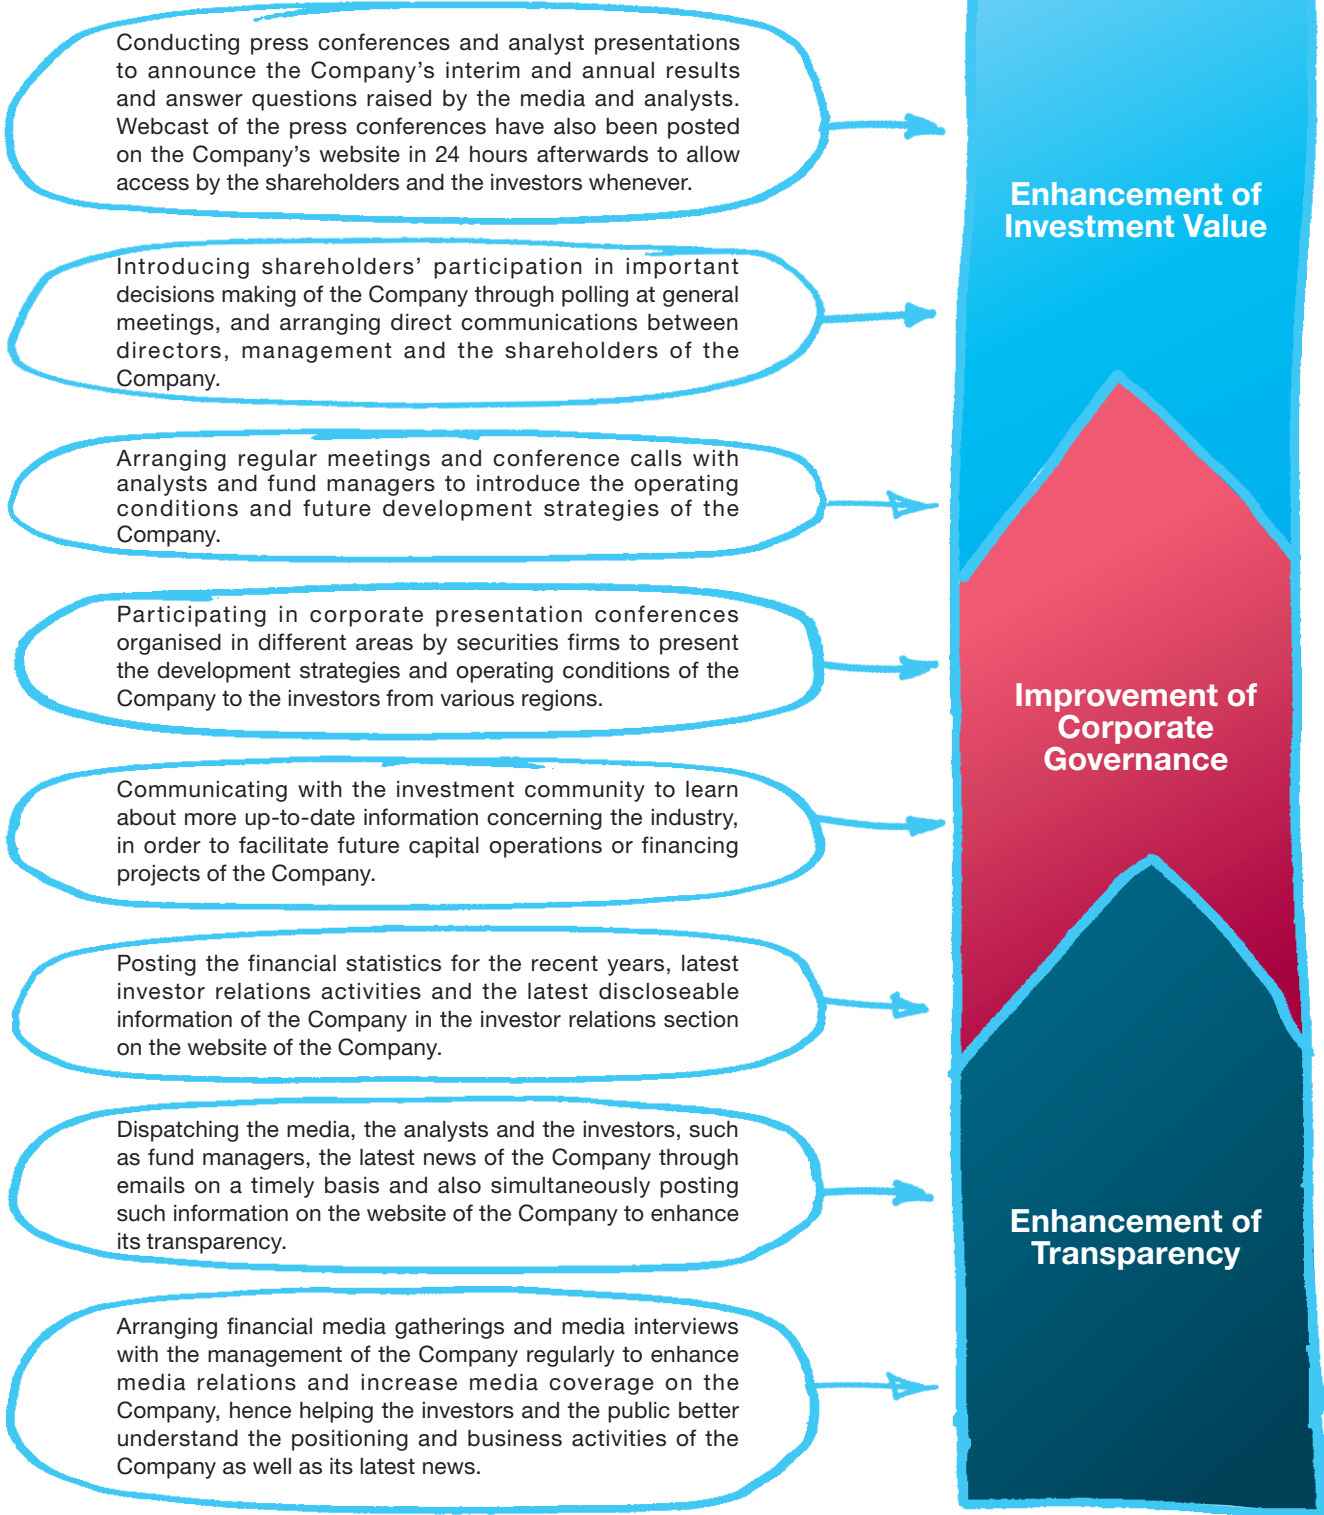 Conducting press conferences and analyst presentations
to announce the Company's interim and annual results
and answer questions raised by the media and analysts.
Webcast of the press conferences have also been posted
on the Company's website in 24 hours afterwards to allow
access by the shareholders and the investors whenever.
Introducing shareholders' participation in important
decisions making of the Company through polling at general
meetings, and arranging direct communications between
directors, management and the shareholders of the
Company.
Arranging regular meetings and conference calls with
analysts and fund managers to introduce the operating
conditions and future development strategies of the
Company.
Participating in corporate presentation conferences
organised in different areas by securities firms to present
the development strategies and operating conditions of the
Company to the investors from various regions.
Communicating with the investment community to learn
about more up-to-date information concerning the industry,
in order to facilitate future capital operations or financing
projects of the Company.
Posting the financial statistics for the recent years, latest
investor relations activities and the latest discloseable
information of the Company in the investor relations section
on the website of the Company.
Dispatching the media, the analysts and the investors, such
as fund managers, the latest news of the Company through
emails on a timely basis and also simultaneously posting
such information on the website of the Company to enhance
its transparency.
Arranging financial media gatherings and media interviews
with the management of the Company regularly to enhance
media relations and increase media coverage on the
Company, hence helping the investors and the public better
understand the positioning and business activities of the
Company as well as its latest news.
Enhancement of
Investment Value
Improvement of
Corporate
Governance
Enhancement of
Transparency